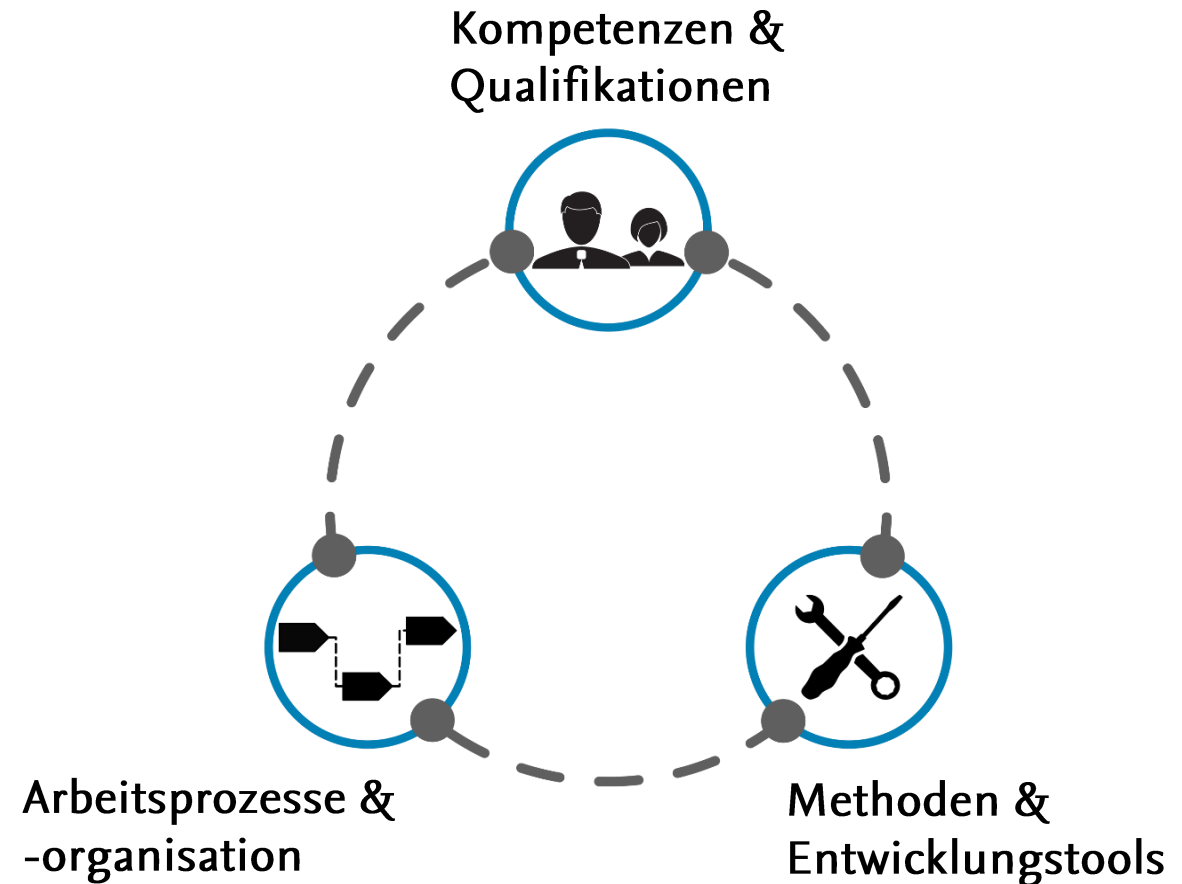 Kompetenzen &
Qualifikationen
Arbeitsprozesse &
-organisation
Methoden &
Entwicklungstools